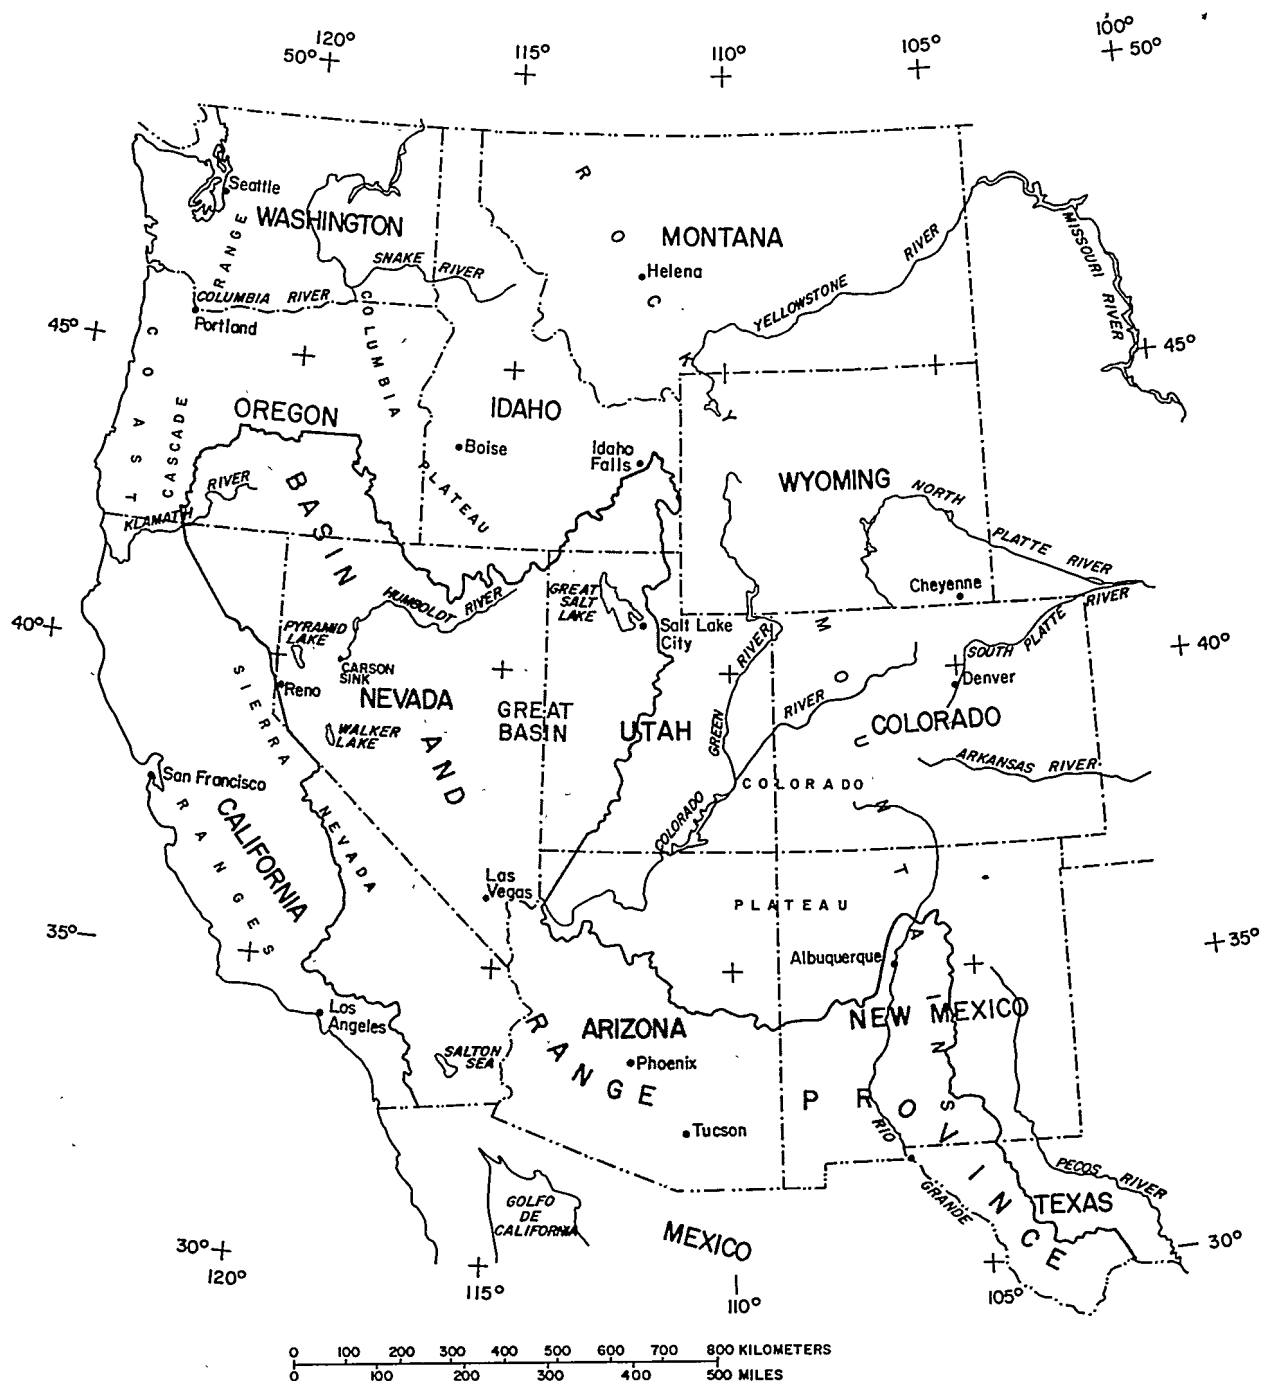 120° 115° 110° 105° 100°
50° 50°
Seattle
WASHINGTON
RANGE
SNAKE RIVER
COLUMBIA RIVER
Portland
ROCKY
MONTANA
Helena
YELLOWSTONE RIVER
MISSOURI RIVER
45° 45°
COAST
CASCADE
COLUMBIA
PLATEAU
OREGON
IDAHO
Boise
Idaho
Falls
WYOMING
NORTH
PLATTE RIVER
Cheyenne
KLAMATH RIVER
BASIN
HUMBOLDT RIVER
GREAT
SALT
LAKE
Salt Lake
City
40° 40°
PYRAMID
LAKE
CARSON
SINK
Reno
NEVADA
WALKER
LAKE
GREAT
BASIN
AND
UTAH
GREEN RIVER
MOUNTAINS
SOUTH PLATTE RIVER
Denver
COLORADO
ARKANSAS RIVER
COLORADO RIVER
COLORADO
PLATEAU
San Francisco
SIERRA
NEVADA
CALIFORNIA
RANGES
Las
Vegas
35° 35°
Albuquerque
NEW MEXICO
Los
Angeles
SALTON
SEA
RANGE
ARIZONA
Phoenix
Tucson
PROVINCE
RIO
GRANDE
PECOS RIVER
TEXAS
GOLFO
DE
CALIFORNIA
MEXICO
30° 30°
120° 115° 110° 105°
0 100 200 300 400 500 600 700 800 KILOMETERS
0 100 200 300 400 500 MILES